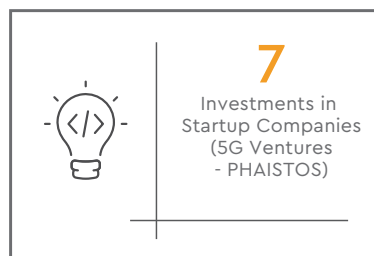 </>
7
Investments in
Startup Companies
(5G Ventures
- PHAISTOS)